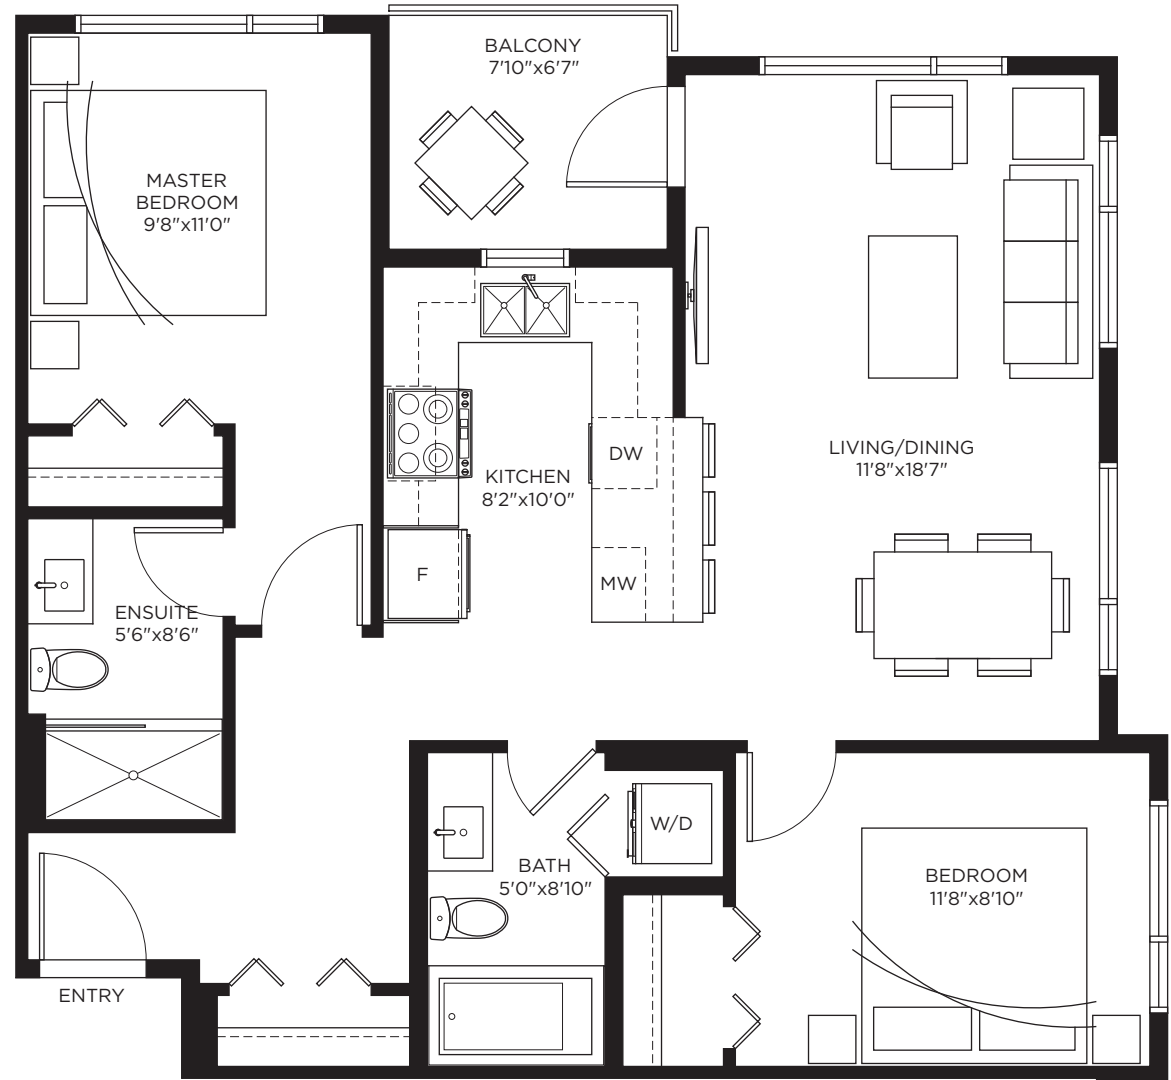 BALCONY
7'10"x6'7"
MASTER
BEDROOM
9'8"x11'0"
LIVING/DINING
11'8"x18'7"
DW
KITCHEN
8'2"x10'0"
F
MW
ENSUITE
5'6"x8'6"
W/D
BATH
5'0"x8'10"
BEDROOM
11'8"x8'10"
ENTRY